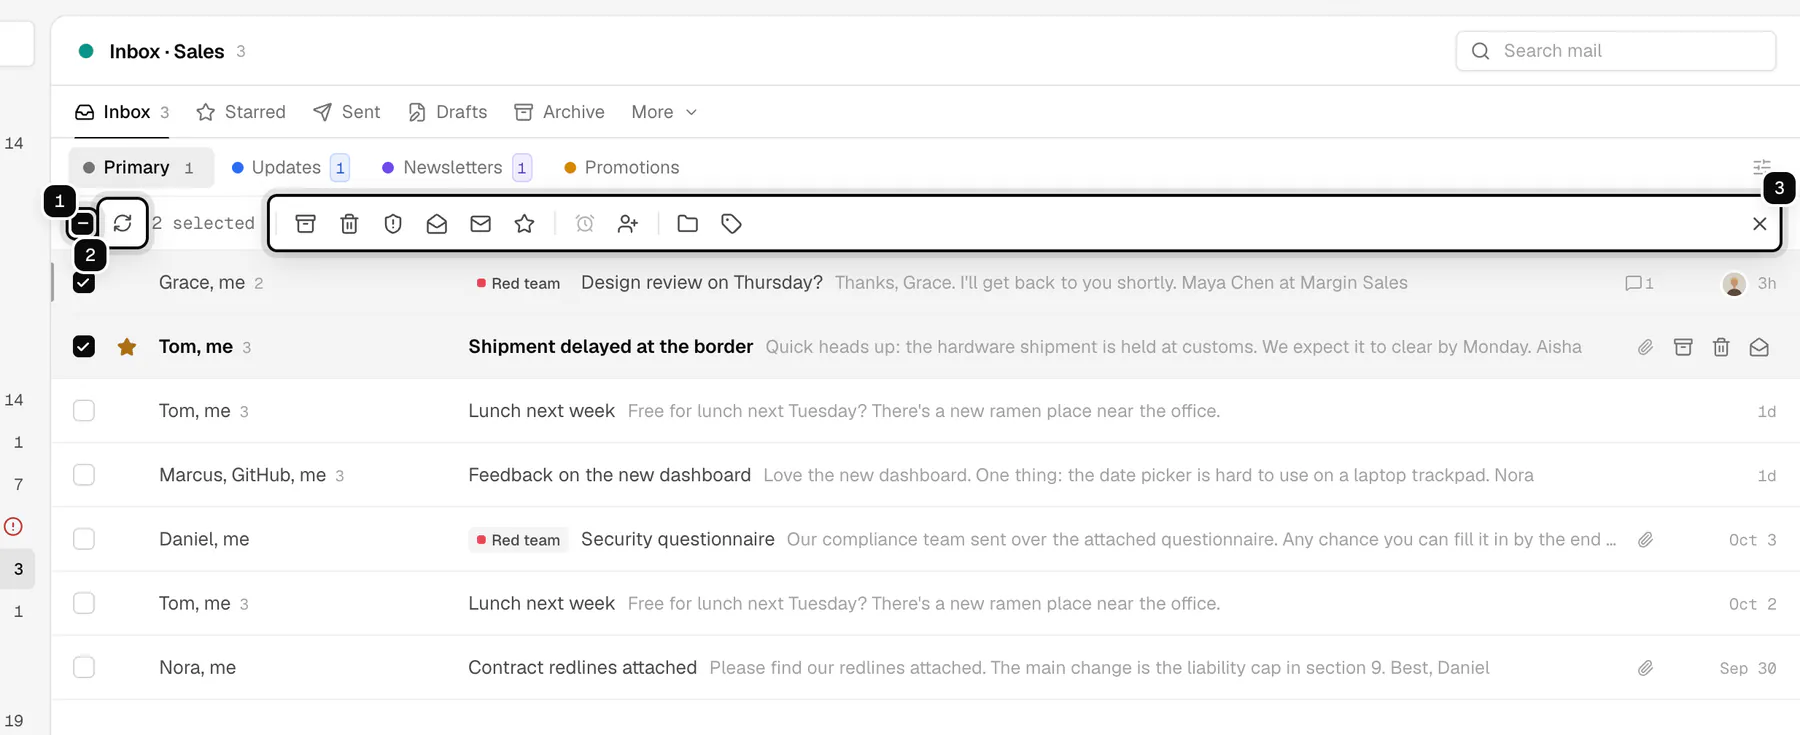 Inbox · Sales 3
Search mail
Inbox 3 Starred Sent Drafts Archive More
14
Primary 1 Updates 1 Newsletters 1 Promotions
1
3
2 selected
2
Grace, me 2 Red team Design review on Thursday? Thanks, Grace. I'll get back to you shortly. Maya Chen at Margin Sales 1 3h
Tom, me 3 Shipment delayed at the border Quick heads up: the hardware shipment is held at customs. We expect it to clear by Monday. Aisha
14
Tom, me 3 Lunch next week Free for lunch next Tuesday? There's a new ramen place near the office. 1d
1
Marcus, GitHub, me 3 Feedback on the new dashboard Love the new dashboard. One thing: the date picker is hard to use on a laptop trackpad. Nora 1d
7
Daniel, me Red team Security questionnaire Our compliance team sent over the attached questionnaire. Any chance you can fill it in by the end ... Oct 3
3
Tom, me 3 Lunch next week Free for lunch next Tuesday? There's a new ramen place near the office. Oct 2
1
Nora, me Contract redlines attached Please find our redlines attached. The main change is the liability cap in section 9. Best, Daniel Sep 30
19